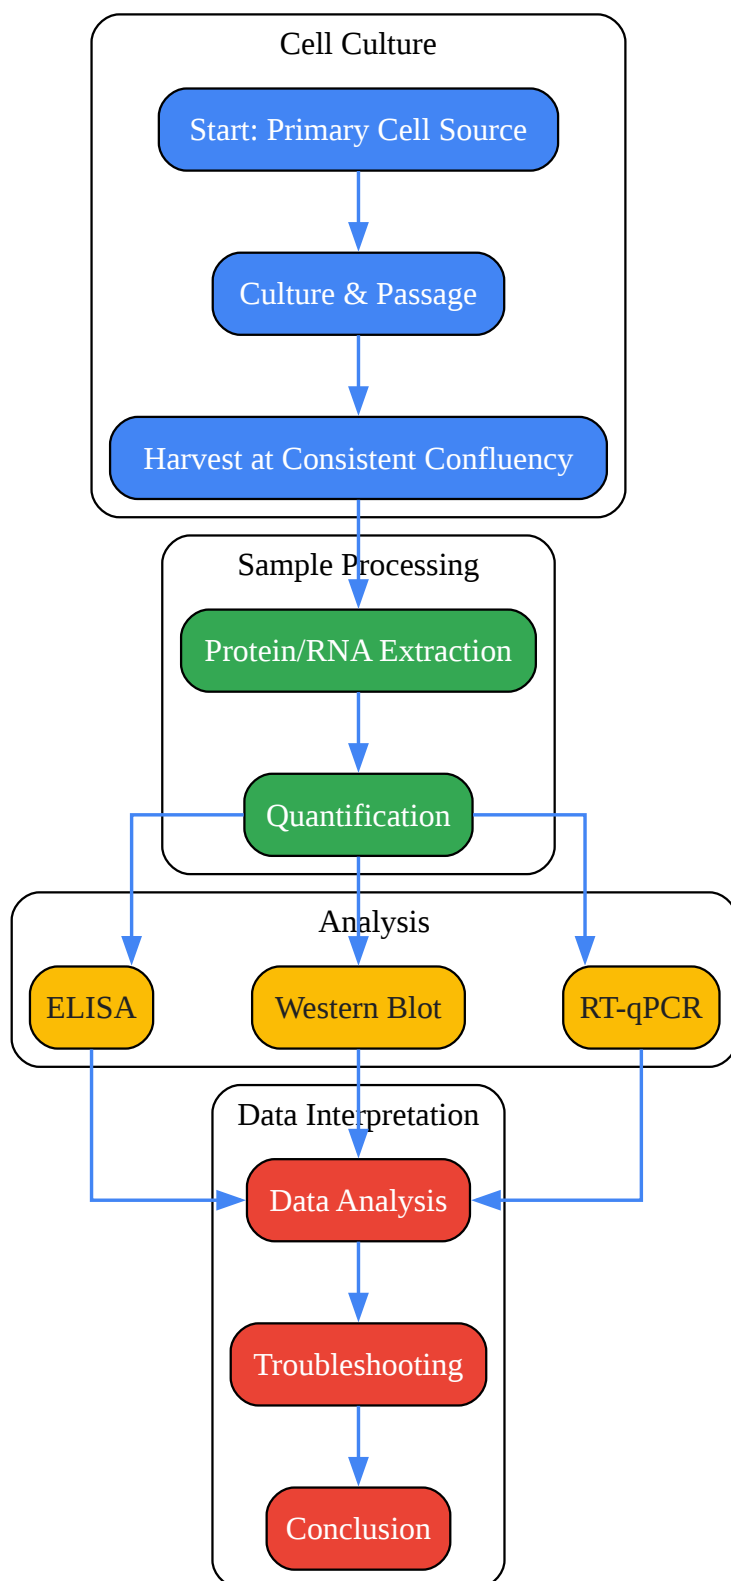 Cell Culture
Start: Primary Cell Source
Culture & Passage
Harvest at Consistent Confluency
Sample Processing
Protein/RNA Extraction
Quantification
Analysis
ELISA
Western Blot
RT-qPCR
Data Interpretation
Data Analysis
Troubleshooting
Conclusion